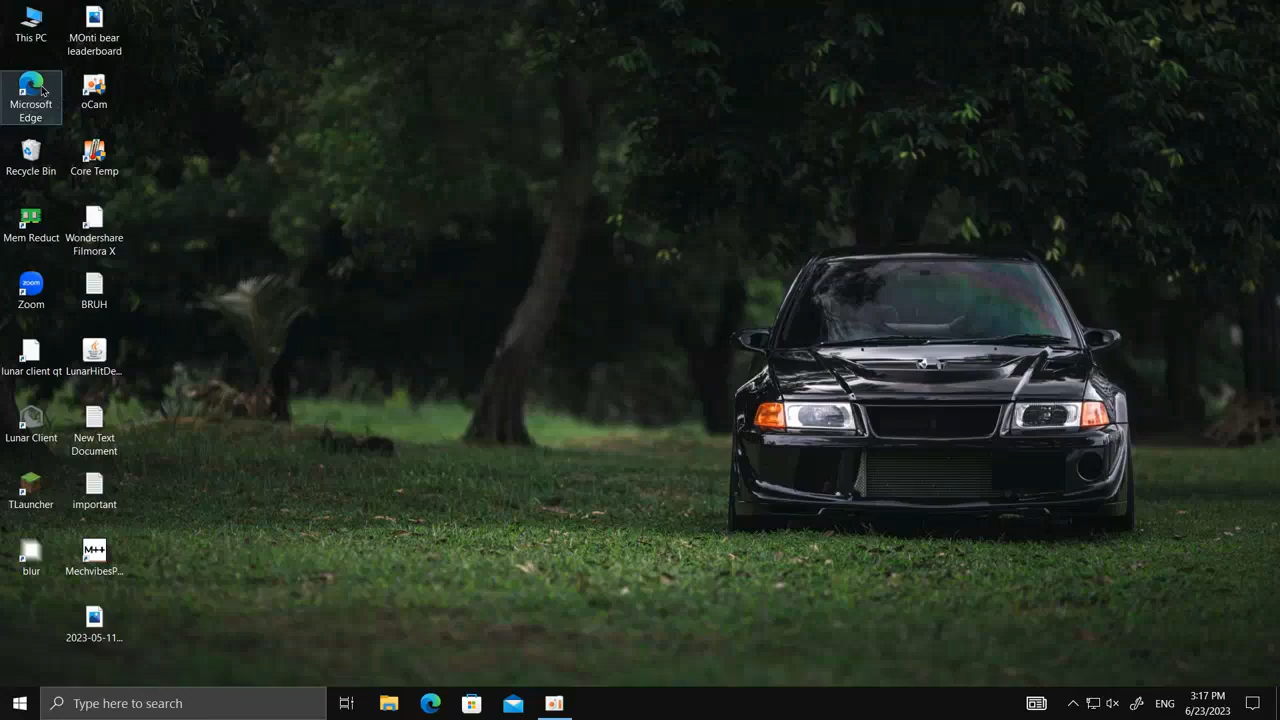 This PC
MOnti bear
leaderboard
Microsoft
Edge
oCam
Recycle Bin
Core Temp
Mem Reduct
Wondershare
Filmora X
zoom
Zoom
BRUH
lunar client qt
LunarHitDe...
Lunar Client
New Text
Document
TLauncher
important
blur
M++
MechvibesP...
2023-05-11...
Type here to search
ENG
3:17 PM
6/23/2023